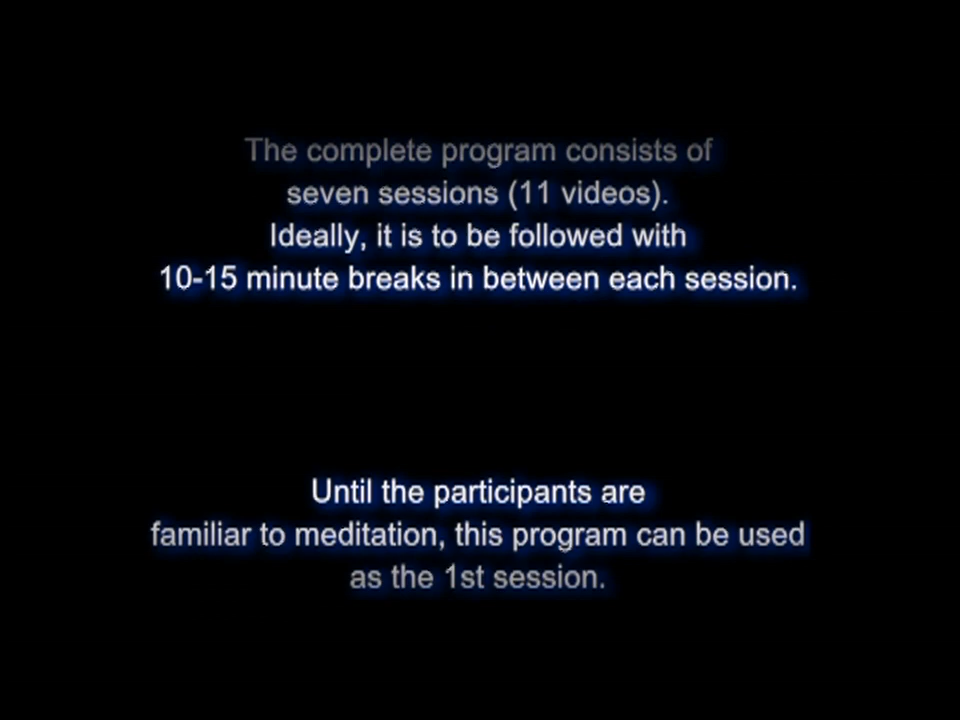 The complete program consists of
seven sessions (11 videos).
Ideally, it is to be followed with
10-15 minute breaks in between each session.
Until the participants are
familiar to meditation, this program can be used
as the 1st session.